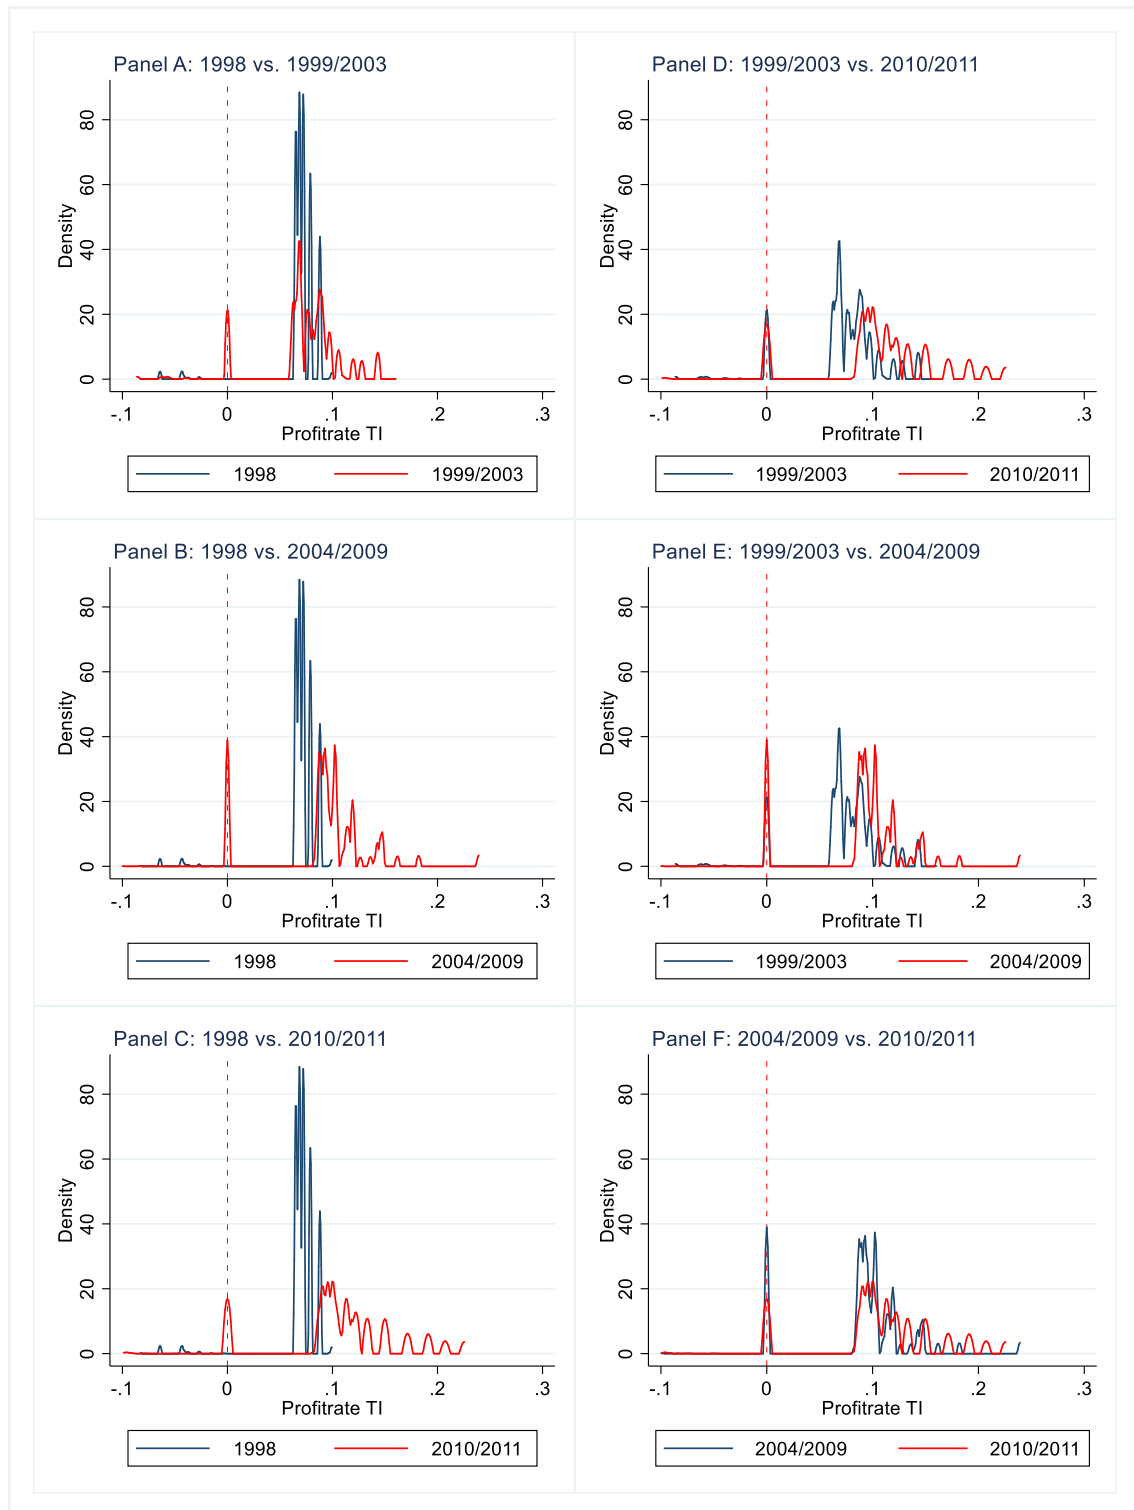 Panel A: 1998 vs. 1999/2003
Density
0 20 40 60 80
-.1 0 .1 .2 .3
Profitrate TI
1998 1999/2003
Panel D: 1999/2003 vs. 2010/2011
Density
0 20 40 60 80
-.1 0 .1 .2 .3
Profitrate TI
1999/2003 2010/2011
Panel B: 1998 vs. 2004/2009
Density
0 20 40 60 80
-.1 0 .1 .2 .3
Profitrate TI
1998 2004/2009
Panel E: 1999/2003 vs. 2004/2009
Density
0 20 40 60 80
-.1 0 .1 .2 .3
Profitrate TI
1999/2003 2004/2009
Panel C: 1998 vs. 2010/2011
Density
0 20 40 60 80
-.1 0 .1 .2 .3
Profitrate TI
1998 2010/2011
Panel F: 2004/2009 vs. 2010/2011
Density
0 20 40 60 80
-.1 0 .1 .2 .3
Profitrate TI
2004/2009 2010/2011